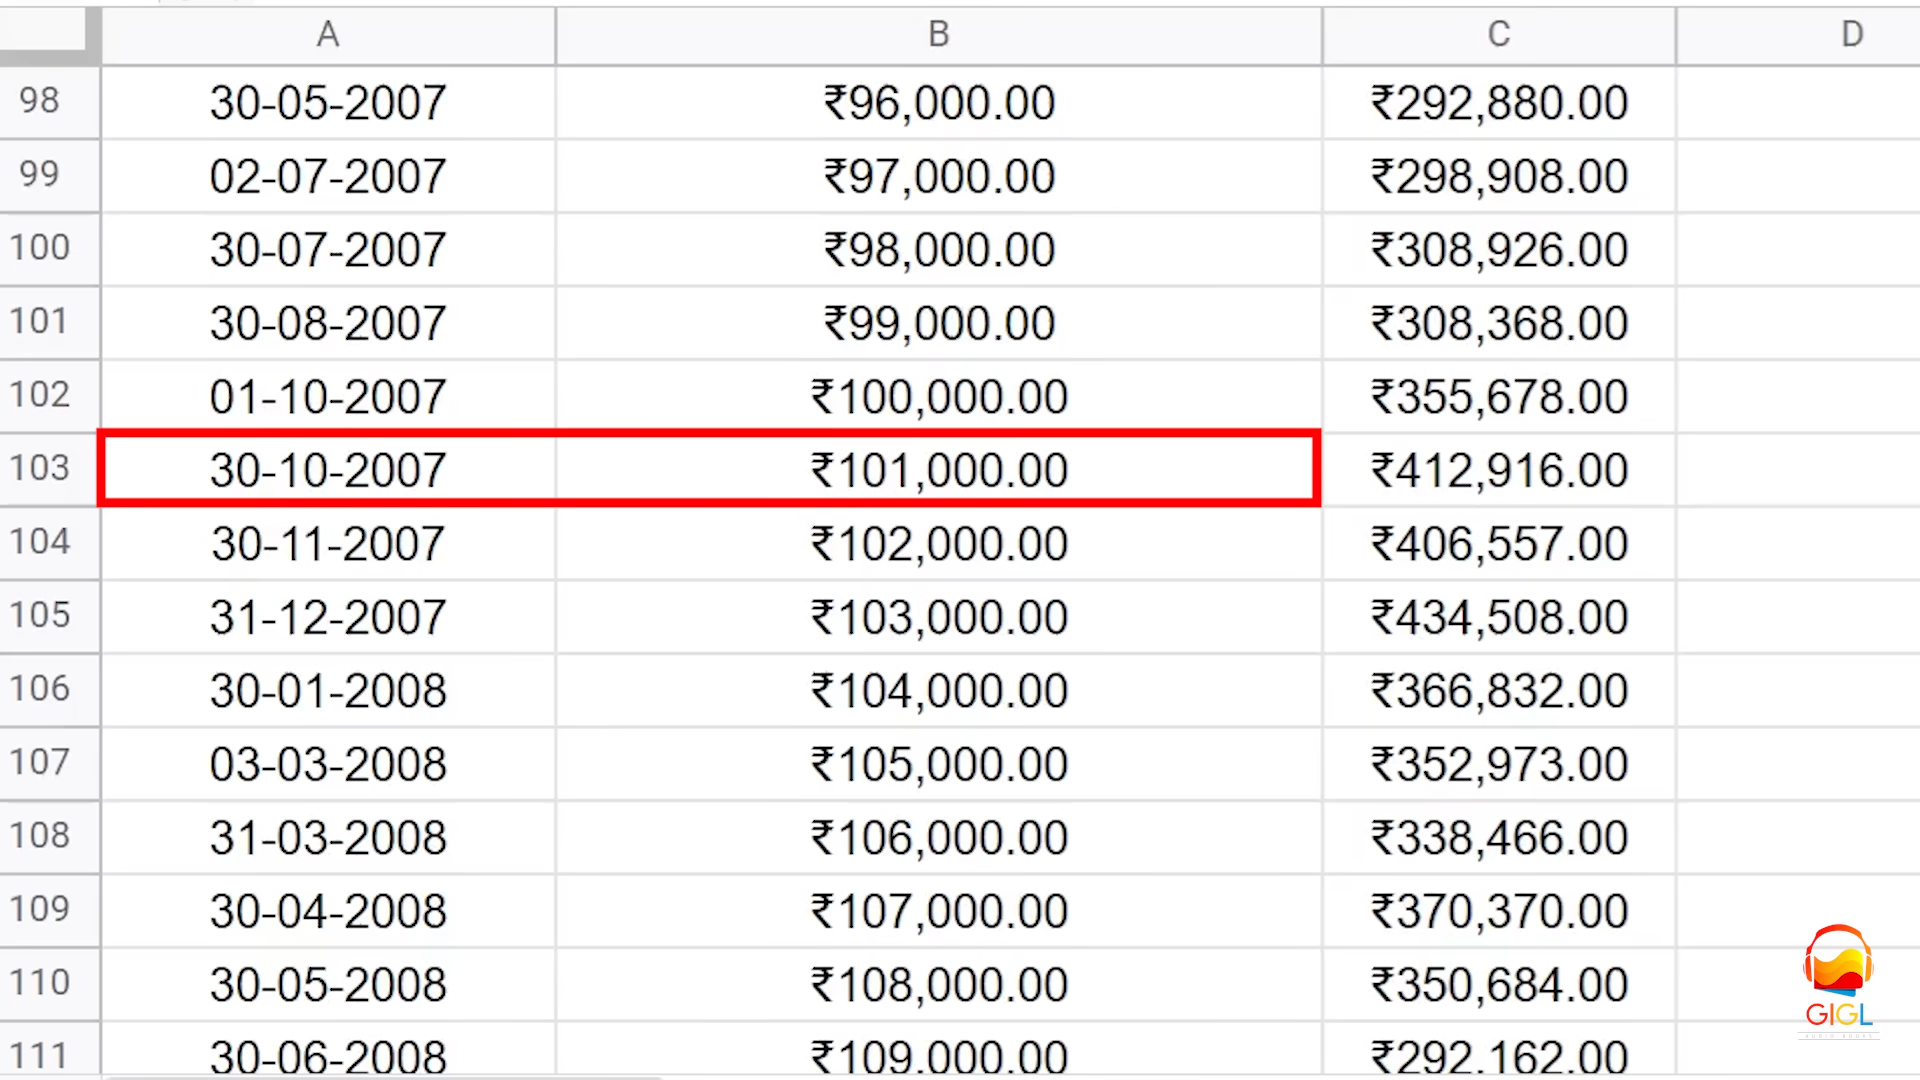 A B C D
98 30-05-2007 ₹96,000.00 ₹292,880.00
99 02-07-2007 ₹97,000.00 ₹298,908.00
100 30-07-2007 ₹98,000.00 ₹308,926.00
101 30-08-2007 ₹99,000.00 ₹308,368.00
102 01-10-2007 ₹100,000.00 ₹355,678.00
103 30-10-2007 ₹101,000.00 ₹412,916.00
104 30-11-2007 ₹102,000.00 ₹406,557.00
105 31-12-2007 ₹103,000.00 ₹434,508.00
106 30-01-2008 ₹104,000.00 ₹366,832.00
107 03-03-2008 ₹105,000.00 ₹352,973.00
108 31-03-2008 ₹106,000.00 ₹338,466.00
109 30-04-2008 ₹107,000.00 ₹370,370.00
110 30-05-2008 ₹108,000.00 ₹350,684.00
111 30-06-2008 ₹109,000.00 ₹292,162.00
GIGL